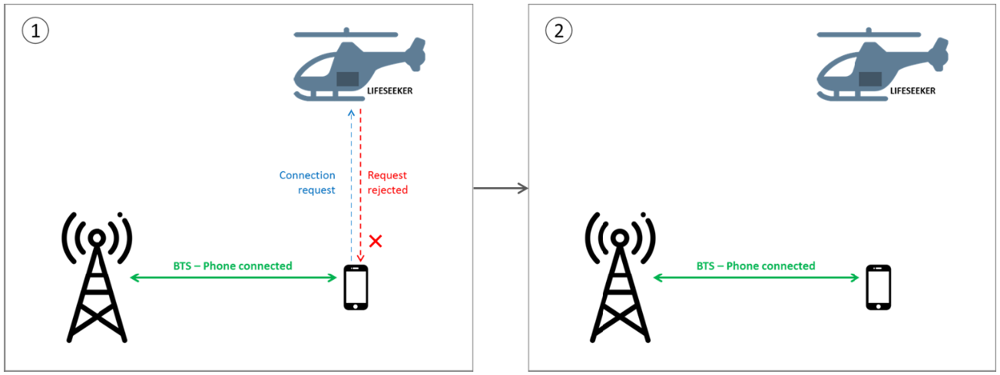 1
LIFESEEKER
Connection
request
Request
rejected
BTS – Phone connected
2
LIFESEEKER
BTS – Phone connected